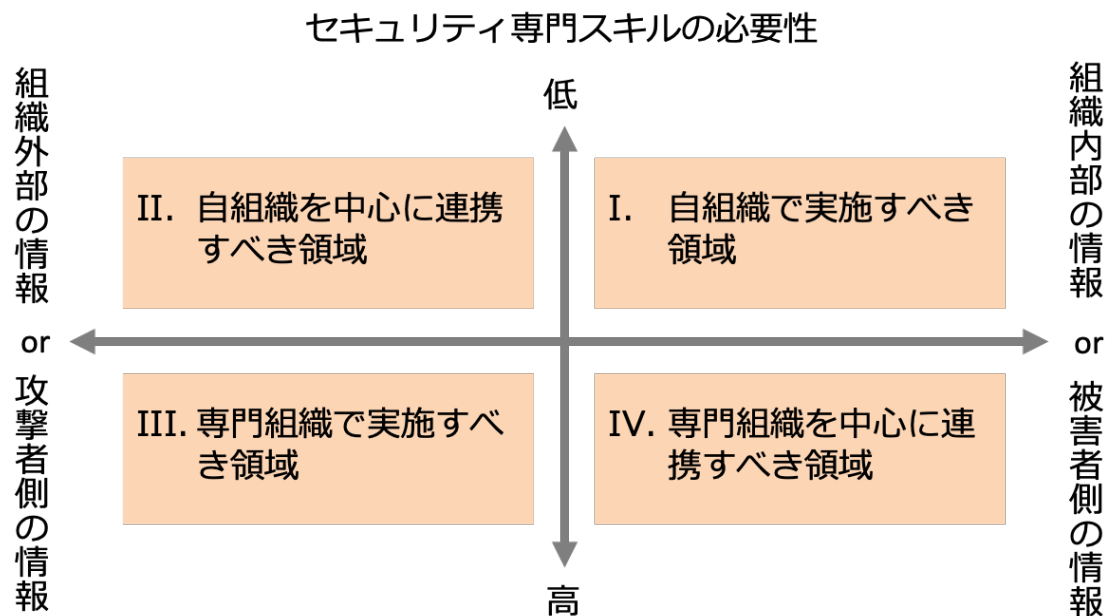 セキュリティ専門スキルの必要性
低
組織外部の情報
or
攻撃者側の情報
II. 自組織を中心に連携
すべき領域
I. 自組織で実施すべき
領域
III. 専門組織で実施すべ
き領域
IV. 専門組織を中心に連
携すべき領域
組織内部の情報
or
被害者側の情報
高